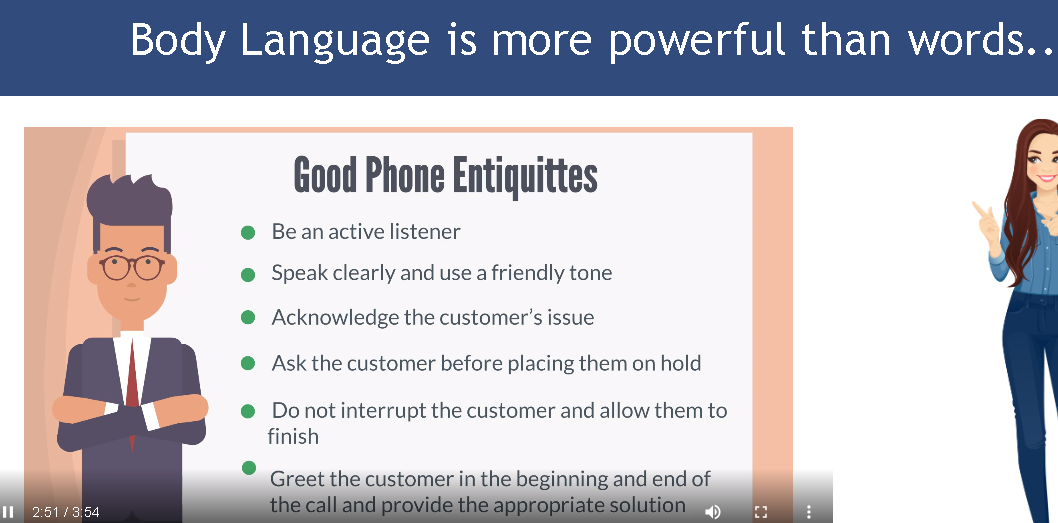 Body Language is more powerful than words..
Good Phone Entiquittes
Be an active listener
Speak clearly and use a friendly tone
Acknowledge the customer’s issue
Ask the customer before placing them on hold
Do not interrupt the customer and allow them to
finish
Greet the customer in the beginning and end of
the call and provide the appropriate solution
2:51 / 3:54